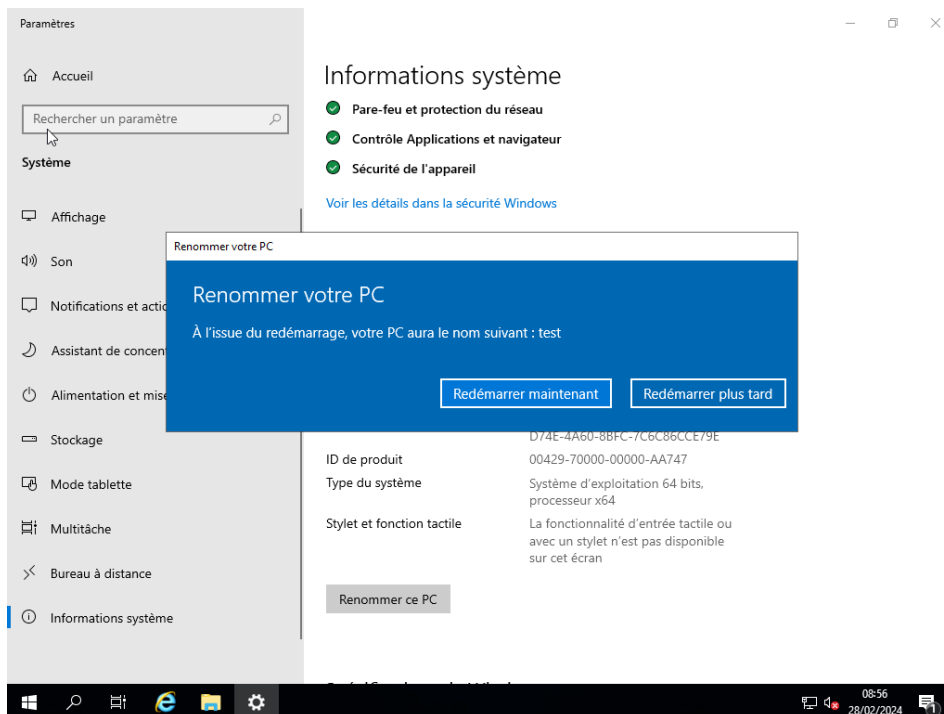 Paramètres
Accueil
Rechercher un paramètre
Système
Affichage
Son
Notifications et actio
Assistant de concen
Alimentation et mise
Stockage
Mode tablette
Multitâche
Bureau à distance
Informations système
Informations système
Pare-feu et protection du réseau
Contrôle Applications et navigateur
Sécurité de l'appareil
Voir les détails dans la sécurité Windows
Renommer votre PC
Renommer votre PC
À l'issue du redémarrage, votre PC aura le nom suivant : test
Redémarrer maintenant
Redémarrer plus tard
D74E-4A60-8BFC-7C6C86CCE79E
ID de produit
00429-70000-00000-AA747
Type du système
Système d'exploitation 64 bits,
processeur x64
Stylet et fonction tactile
La fonctionnalité d'entrée tactile ou
avec un stylet n'est pas disponible
sur cet écran
Renommer ce PC
08:56
28/02/2024
1